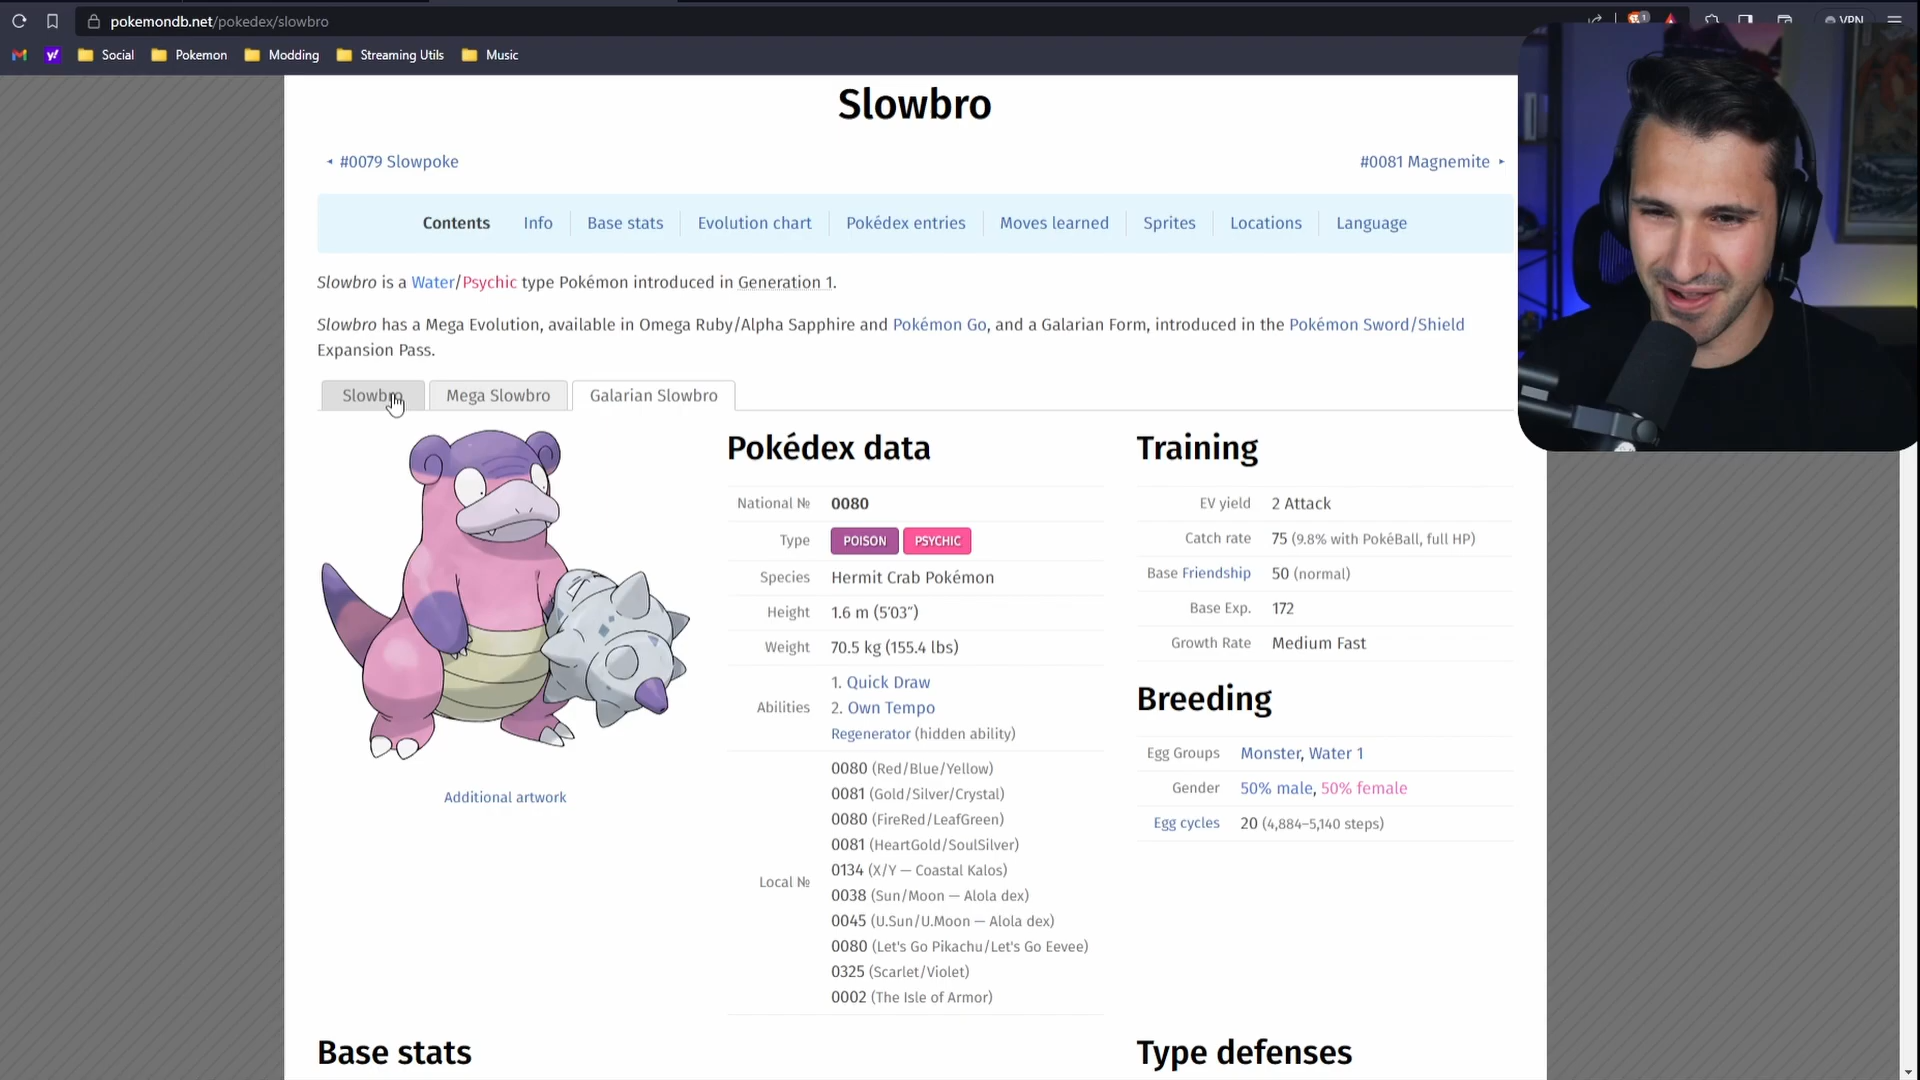 pokemondb.net/pokedex/slowbro
1
VPN
Social
Pokemon
Modding
Streaming Utils
Music
Slowbro
#0079 Slowpoke
#0081 Magnemite
Contents
Info
Base stats
Evolution chart
Pokédex entries
Moves learned
Sprites
Locations
Language
Slowbro is a Water/Psychic type Pokémon introduced in Generation 1.
Slowbro has a Mega Evolution, available in Omega Ruby/Alpha Sapphire and Pokémon Go, and a Galarian Form, introduced in the Pokémon Sword/Shield
Expansion Pass.
Slowbro
Mega Slowbro
Galarian Slowbro
Additional artwork
Pokédex data
National № 0080
Type POISON PSYCHIC
Species Hermit Crab Pokémon
Height 1.6 m (5′03″)
Weight 70.5 kg (155.4 lbs)
Abilities
1. Quick Draw
2. Own Tempo
Regenerator (hidden ability)
Local №
0080 (Red/Blue/Yellow)
0081 (Gold/Silver/Crystal)
0080 (FireRed/LeafGreen)
0081 (HeartGold/SoulSilver)
0134 (X/Y — Coastal Kalos)
0038 (Sun/Moon — Alola dex)
0045 (U.Sun/U.Moon — Alola dex)
0080 (Let's Go Pikachu/Let's Go Eevee)
0325 (Scarlet/Violet)
0002 (The Isle of Armor)
Training
EV yield 2 Attack
Catch rate 75 (9.8% with PokéBall, full HP)
Base Friendship 50 (normal)
Base Exp. 172
Growth Rate Medium Fast
Breeding
Egg Groups Monster, Water 1
Gender 50% male, 50% female
Egg cycles 20 (4,884–5,140 steps)
Base stats
Type defenses